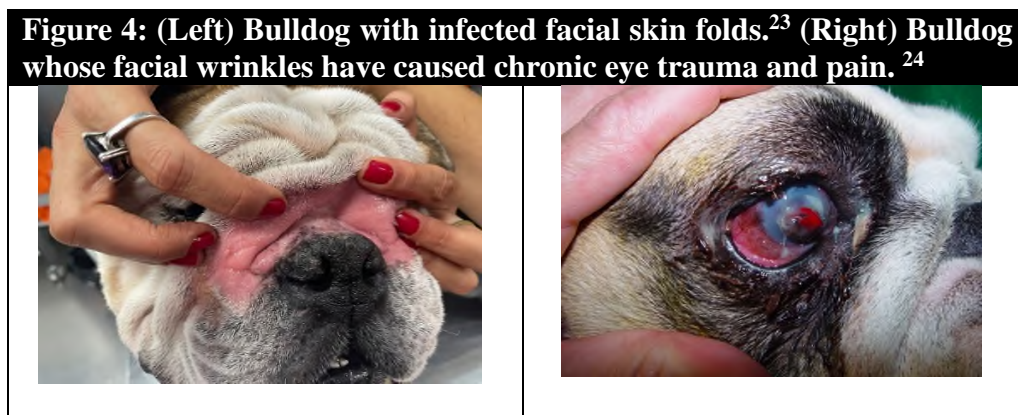 Figure 4: (Left) Bulldog with infected facial skin folds.23 (Right) Bulldog
whose facial wrinkles have caused chronic eye trauma and pain. 24